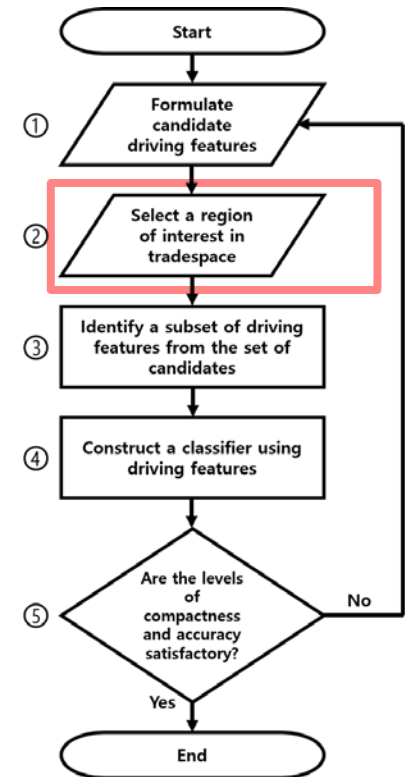 Start
①
Formulate
candidate
driving features
②
Select a region
of interest in
tradespace
③
Identify a subset of driving
features from the set of
candidates
④
Construct a classifier using
driving features
⑤
Are the levels
of
compactness
and accuracy
satisfactory?
No
Yes
End